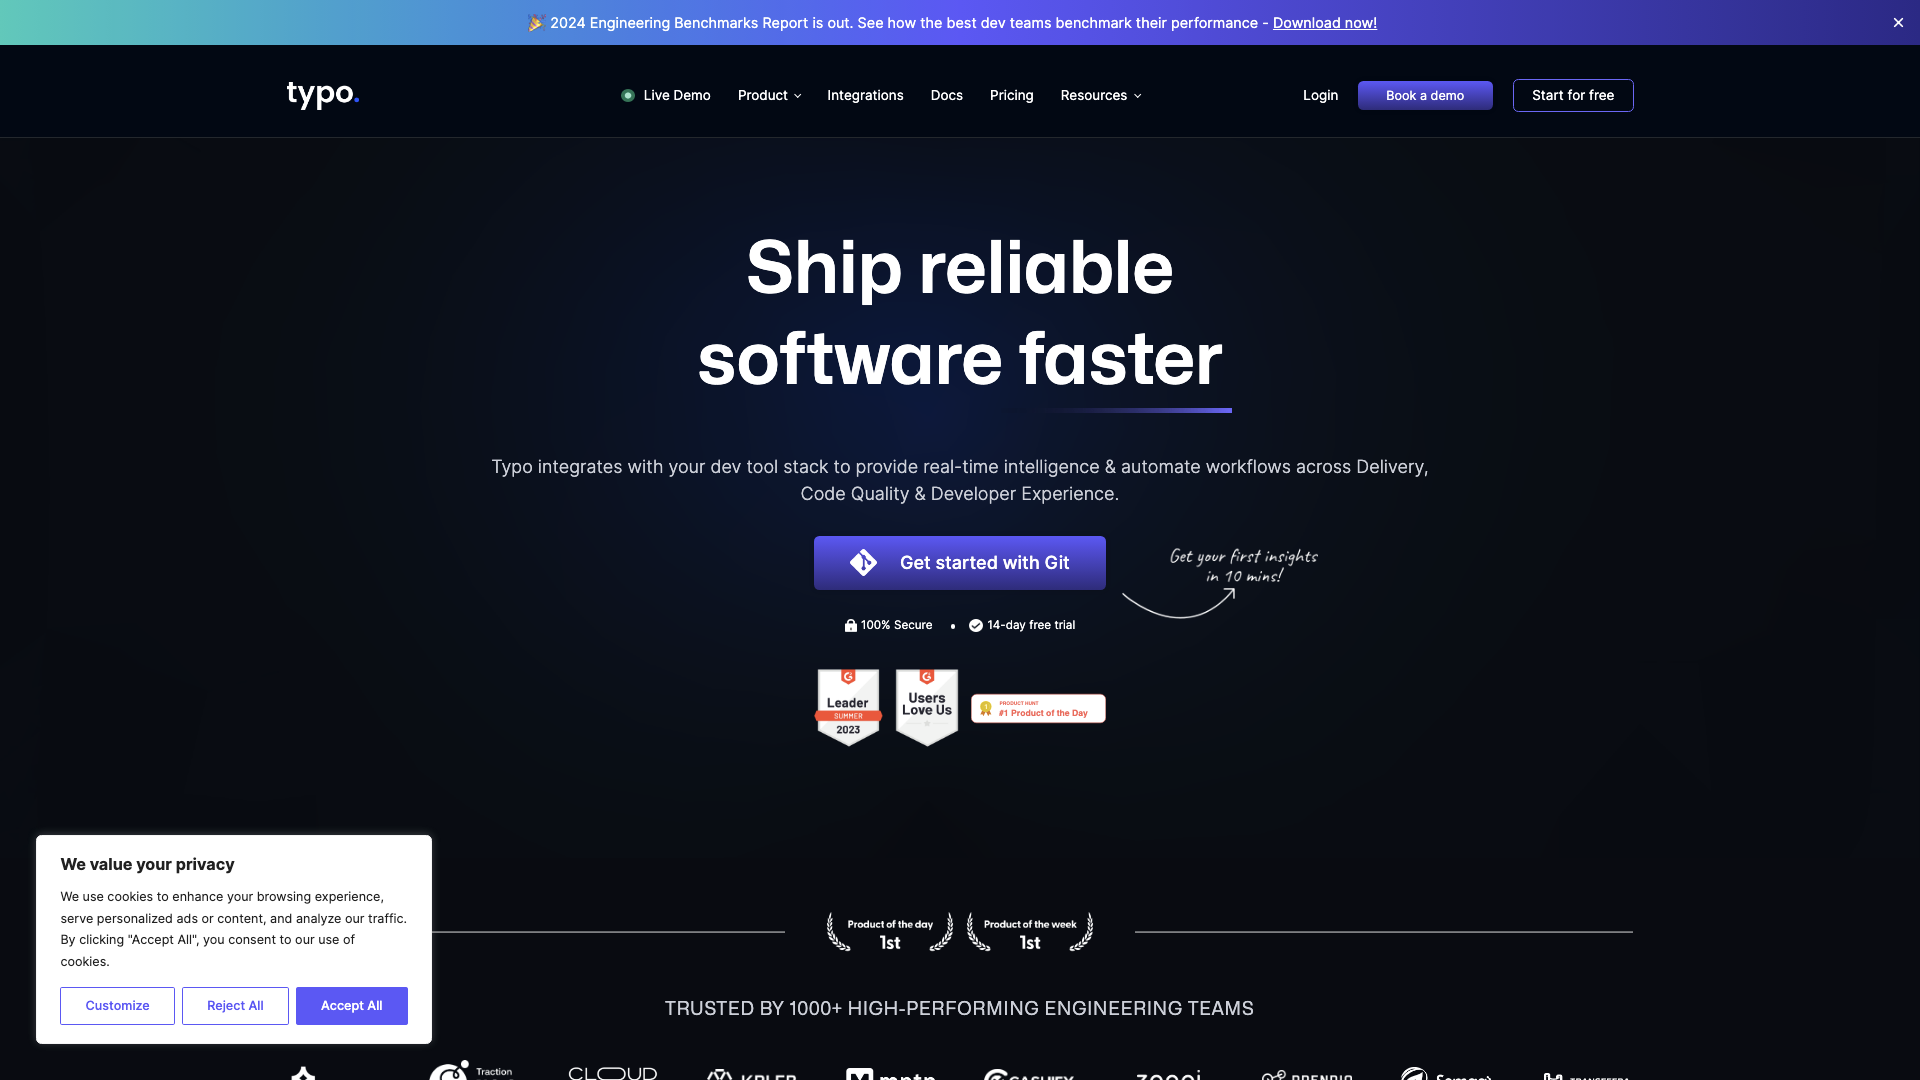 🎉 2024 Engineering Benchmarks Report is out. See how the best dev teams benchmark their performance - Download now!
typo.
Live Demo
Product
Integrations
Docs
Pricing
Resources
Login
Book a demo
Start for free
Ship reliable
software faster
Typo integrates with your dev tool stack to provide real-time intelligence & automate workflows across Delivery,
Code Quality & Developer Experience.
Get started with Git
Get your first insights
in 10 mins!
100% Secure
14-day free trial
Leader
SUMMER
2023
Users
Love Us
PRODUCT HUNT
#1 Product of the Day
We value your privacy
We use cookies to enhance your browsing experience,
serve personalized ads or content, and analyze our traffic.
By clicking "Accept All", you consent to our use of
cookies.
Customize
Reject All
Accept All
Product of the day
1st
Product of the week
1st
TRUSTED BY 1000+ HIGH-PERFORMING ENGINEERING TEAMS
Traction
CLOUD